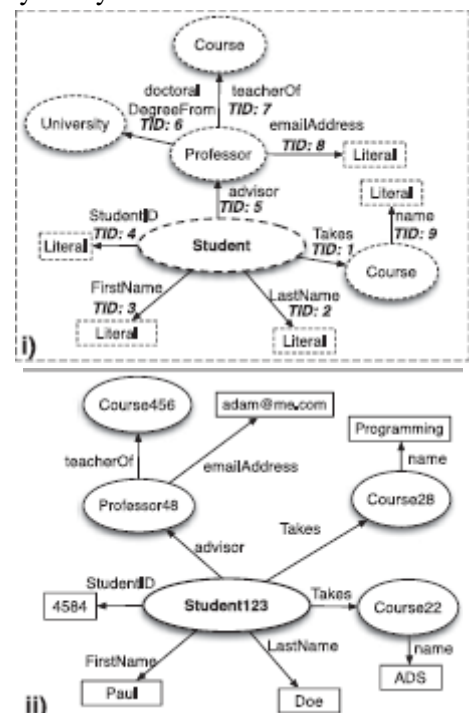 Course
doctoral teacherOf
DegreeFrom TID: 7
TID: 6
University
emailAddress
Professor
TID: 8
Literal
Literal
advisor
TID: 5
name
TID: 9
StudentID
TID: 4
Literal
Student
Takes
TID: 1
Course
FirstName
TID: 3
LastName
TID: 2
Literal
Literal
i)
Course456
adam@me.com
Programming
teacherOf
emailAddress
name
Professor48
Course28
Takes
advisor
StudentID
4584
Student123
Takes
Course22
FirstName
LastName
name
Paul
Doe
ADS
ii)